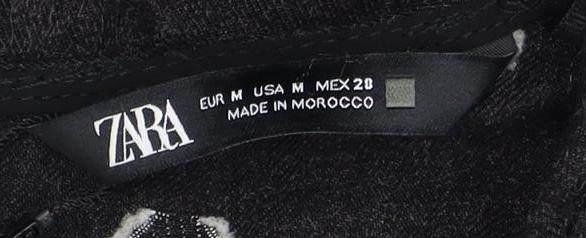 ZARA
EUR M USA M MEX 28
MADE IN MOROCCO